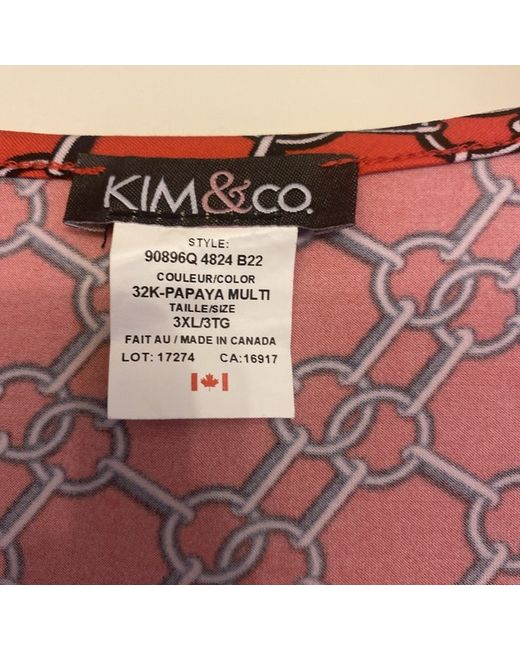 KIM&CO.
STYLE:
90896Q 4824 B22
COULEUR/COLOR
32K-PAPAYA MULTI
TAILLE/SIZE
3XL/3TG
FAIT AU / MADE IN CANADA
LOT: 17274 CA:16917